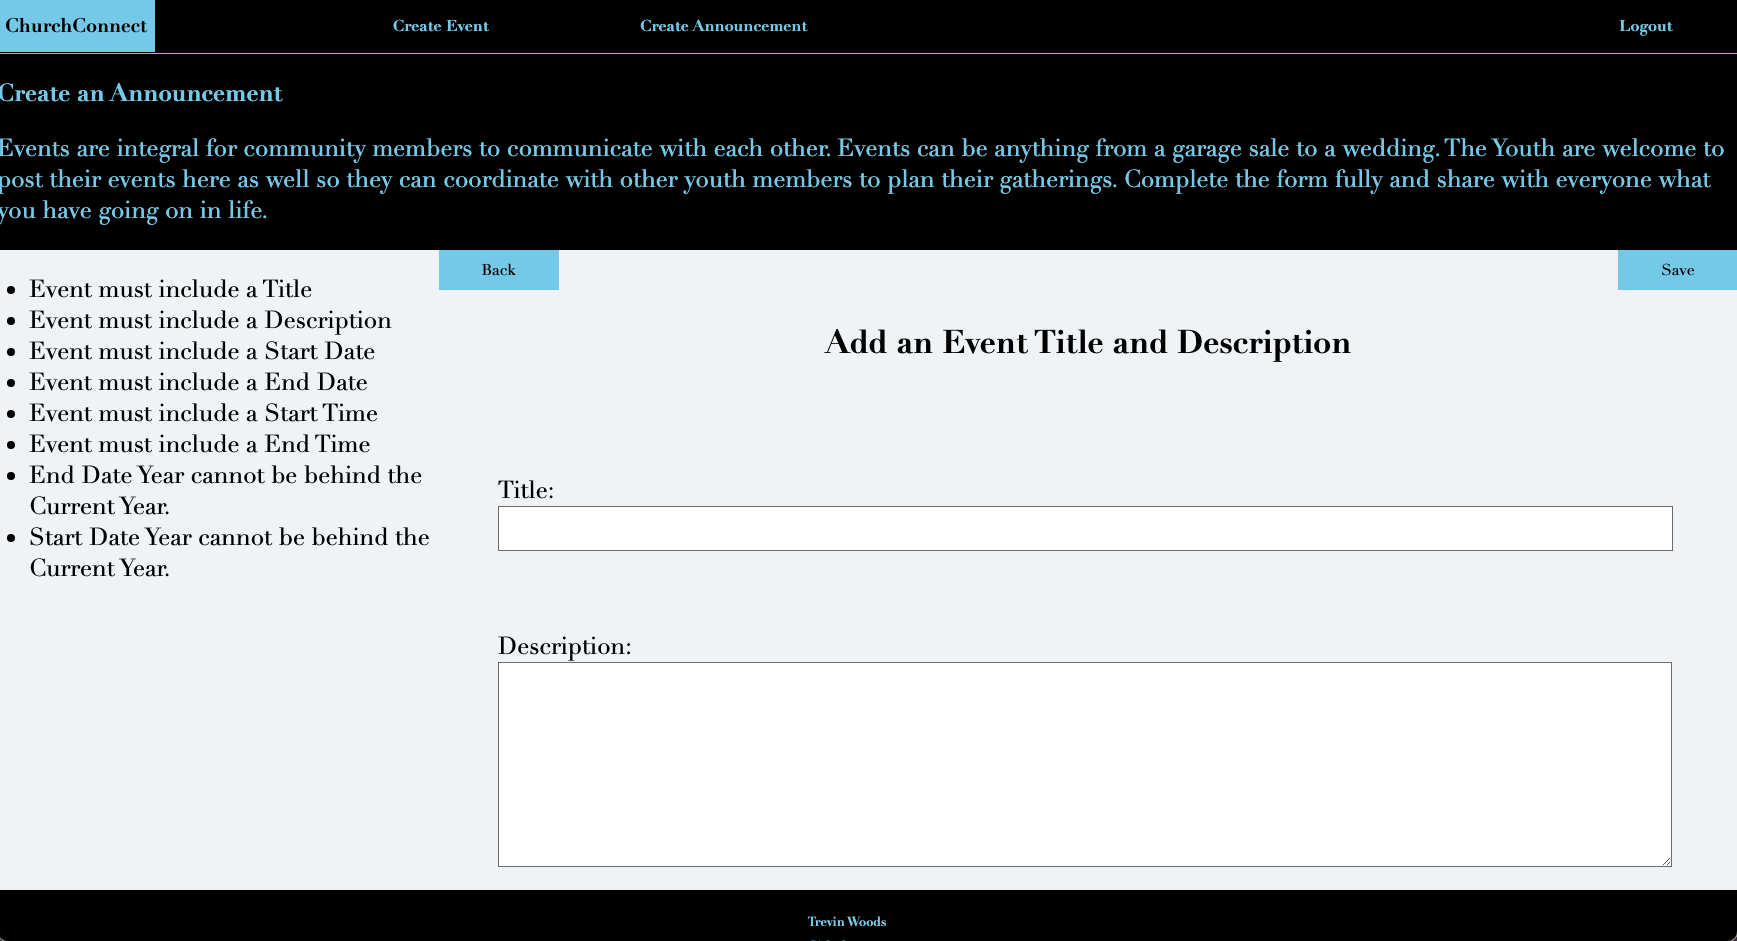 ChurchConnect
Create Event
Create Announcement
Logout
Create an Announcement
Events are integral for community members to communicate with each other. Events can be anything from a garage sale to a wedding. The Youth are welcome to
post their events here as well so they can coordinate with other youth members to plan their gatherings. Complete the form fully and share with everyone what
you have going on in life.
Back
Save
Event must include a Title
Event must include a Description
Event must include a Start Date
Event must include a End Date
Event must include a Start Time
Event must include a End Time
End Date Year cannot be behind the
Current Year.
Start Date Year cannot be behind the
Current Year.
Add an Event Title and Description
Title:
Description:
Trevin Woods